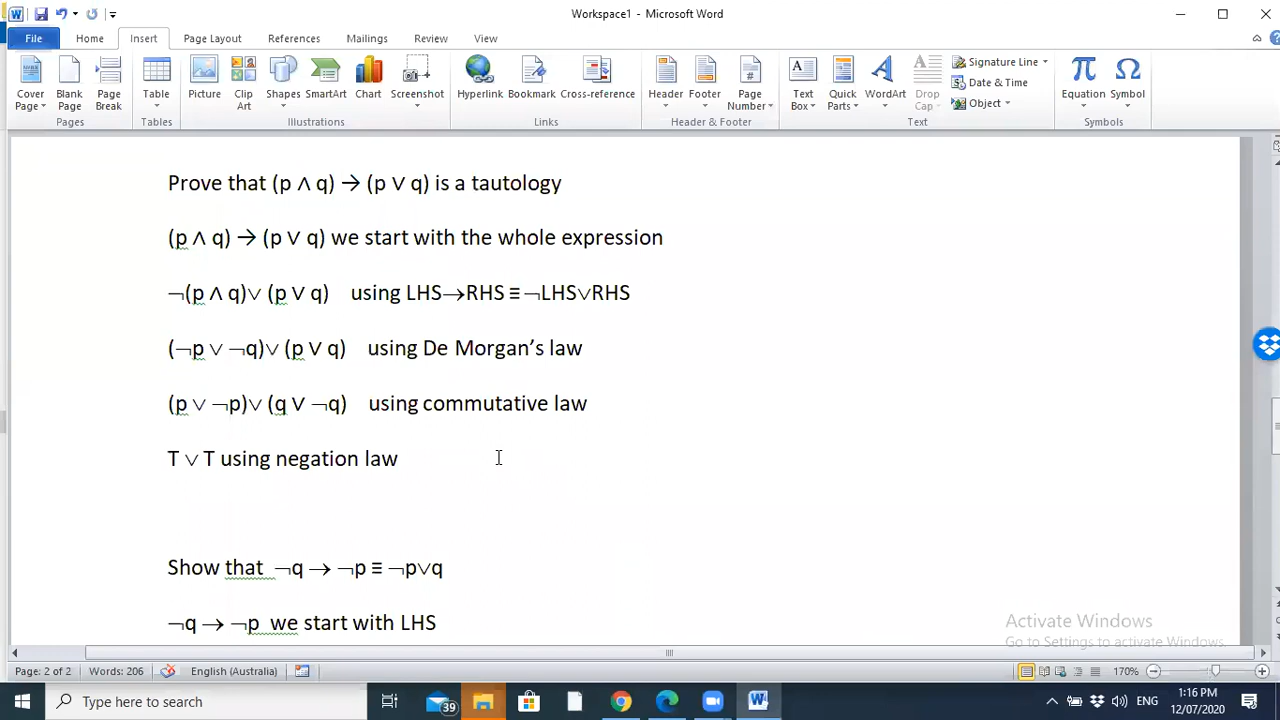 Workspace1 - Microsoft Word
File Home Insert Page Layout References Mailings Review View
Cover Page Blank Page Page Break Table Picture Clip Art Shapes SmartArt Chart Screenshot Hyperlink Bookmark Cross-reference Header Footer Page Number Text Box Quick Parts WordArt Drop Cap Signature Line Date & Time Object Equation Symbol
Pages Tables Illustrations Links Header & Footer Text Symbols
Prove that (p ∧ q) → (p ∨ q) is a tautology
(p ∧ q) → (p ∨ q) we start with the whole expression
¬(p ∧ q)∨ (p ∨ q) using LHS→RHS ≡ ¬LHS∨RHS
(¬p ∨ ¬q)∨ (p ∨ q) using De Morgan’s law
(p ∨ ¬p)∨ (q ∨ ¬q) using commutative law
T ∨ T using negation law
Show that ¬q → ¬p ≡ ¬p∨q
¬q → ¬p we start with LHS
Activate Windows
Go to Settings to activate Windows.
Page: 2 of 2 Words: 206 English (Australia) 170%
Type here to search 39 ENG 1:16 PM
12/07/2020